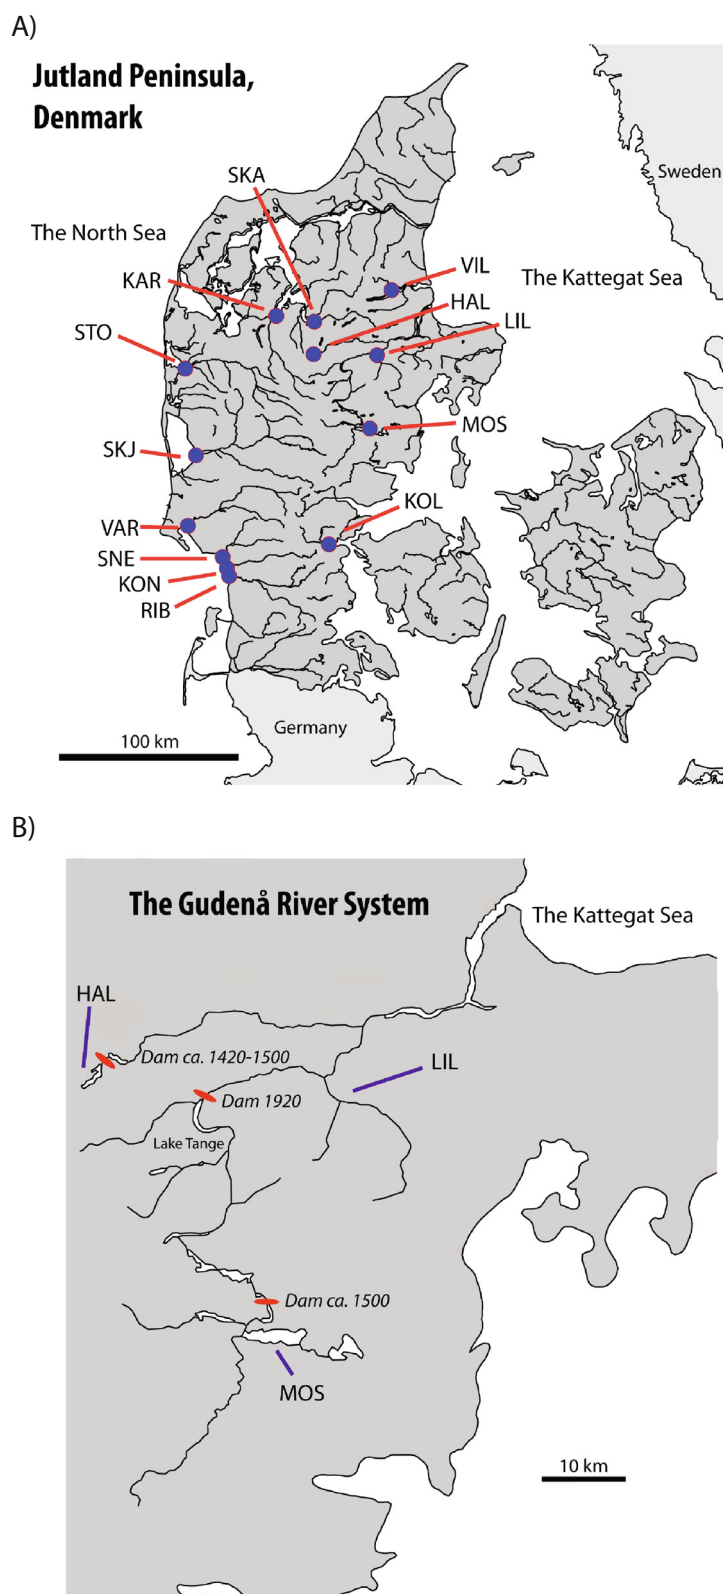 A)
Jutland Peninsula,
Denmark
SKA
Sweden
The North Sea
VIL
KAR
The Kattegat Sea
HAL
STO
LIL
MOS
SKJ
KOL
VAR
SNE
KON
RIB
Germany
100 km
B)
The Gudenå River System
The Kattegat Sea
HAL
Dam ca. 1420-1500
LIL
Dam 1920
Lake Tange
Dam ca. 1500
MOS
10 km